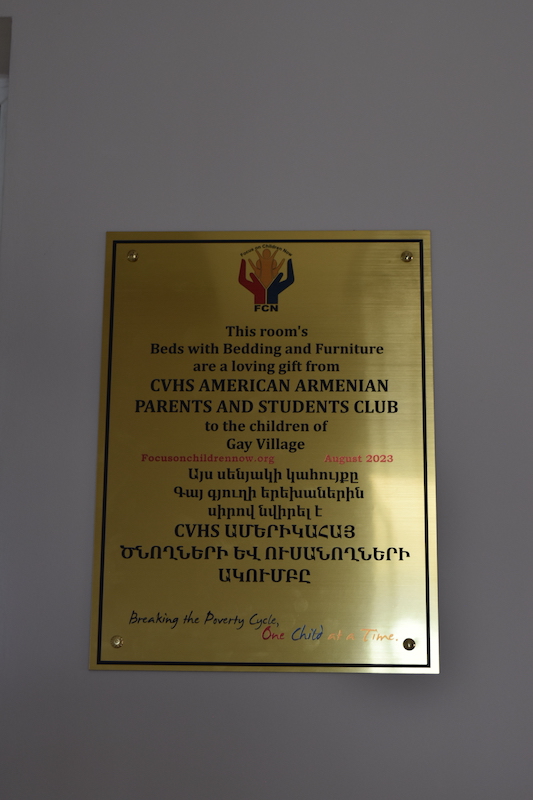 Focus on Children Now
FCN
This room's
Beds with Bedding and Furniture
are a loving gift from
CVHS AMERICAN ARMENIAN
PARENTS AND STUDENTS CLUB
to the children of
Gay Village
Focusonchildrennow.org August 2023
Այս սենյակի կահույքը
Գայ գյուղի երեխաներին
սիրով նվիրել է
CVHS ԱՄԵՐԻԿԱՀԱՅ
ԾՆՈՂՆԵՐԻ ԵՎ ՈՒՍԱՆՈՂՆԵՐԻ
ԱԿՈՒՄԲԸ
Breaking the Poverty Cycle,
One Child at a Time.